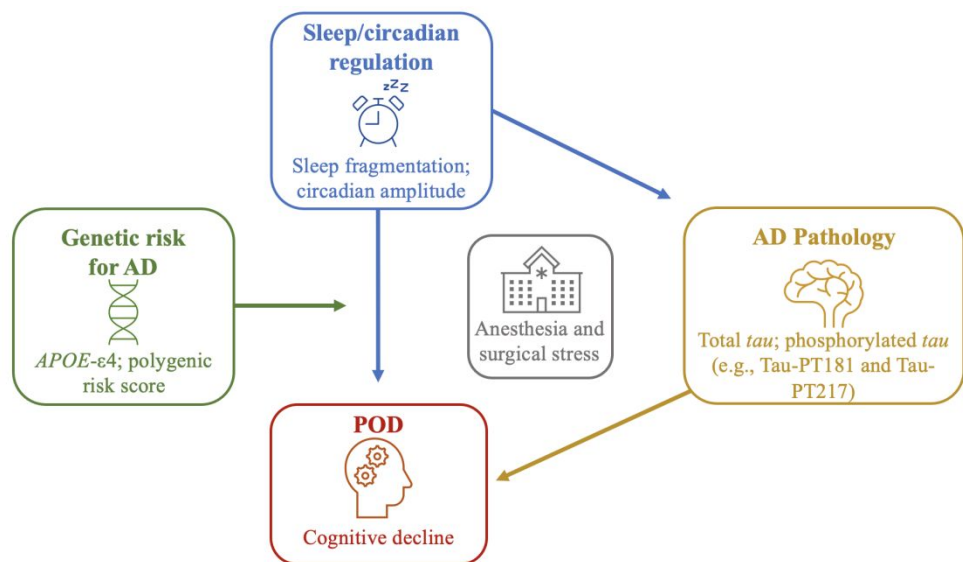 Sleep/circadian
regulation
zzzz
Sleep fragmentation;
circadian amplitude
Genetic risk
for AD
APOE-ε4; polygenic
risk score
Anesthesia and
surgical stress
AD Pathology
Total tau; phosphorylated tau
(e.g., Tau-PT181 and Tau-
PT217)
POD
Cognitive decline